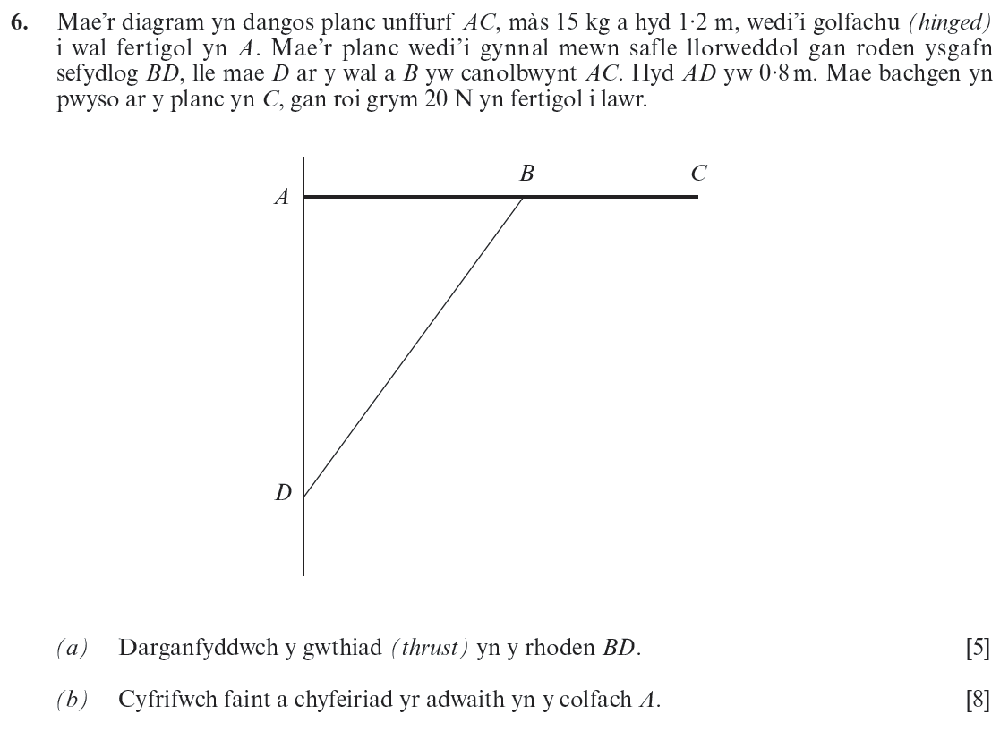 6. Mae'r diagram yn dangos planc unffurf AC, màs 15 kg a hyd 1·2 m, wedi'i golfachu (hinged)
i wal fertigol yn A. Mae'r planc wedi'i gynnal mewn safle llorweddol gan roden ysgafn
sefydlog BD, lle mae D ar y wal a B yw canolbwynt AC. Hyd AD yw 0·8 m. Mae bachgen yn
pwyso ar y planc yn C, gan roi grym 20 N yn fertigol i lawr.
B C
A
D
(a) Darganfyddwch y gwthiad (thrust) yn y rhoden BD. [5]
(b) Cyfrifwch faint a chyfeiriad yr adwaith yn y colfach A. [8]